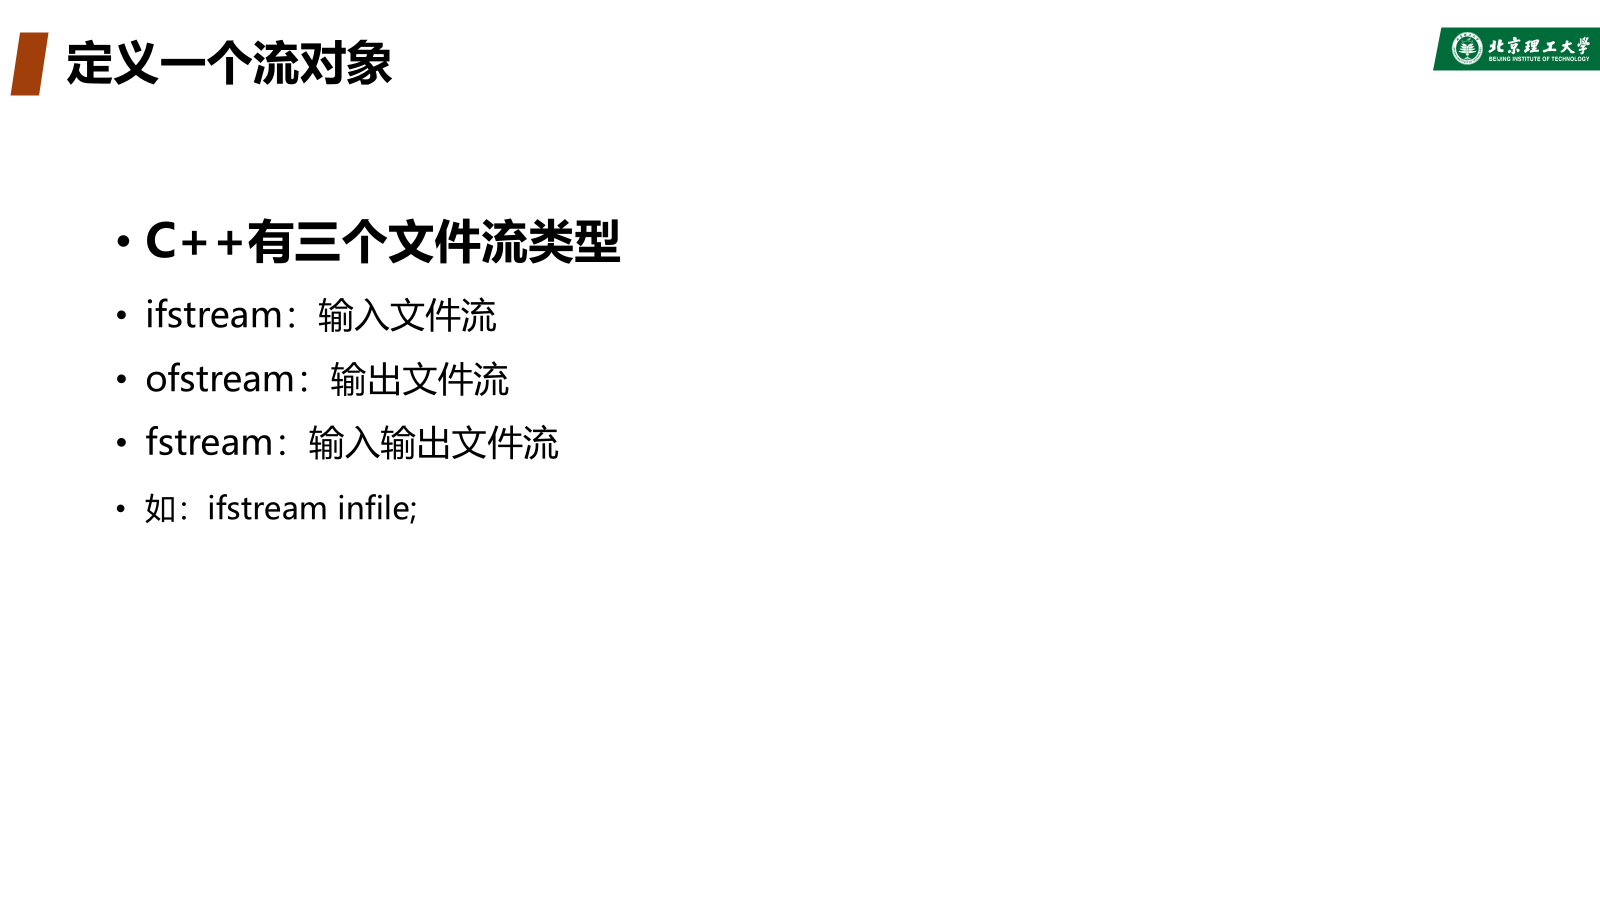 定义一个流对象
北京理工大学
BEIJING INSTITUTE OF TECHNOLOGY
• C++有三个文件流类型
• ifstream：输入文件流
• ofstream：输出文件流
• fstream：输入输出文件流
• 如：ifstream infile;